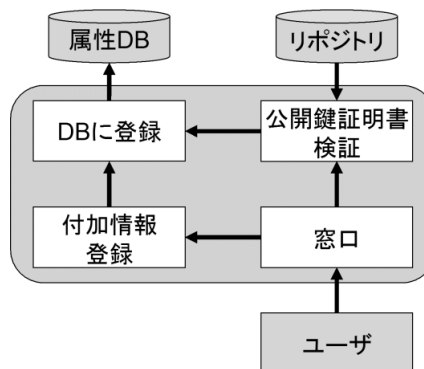 属性DB
リポジトリ
DBに登録
公開鍵証明書
検証
付加情報
登録
窓口
ユーザ